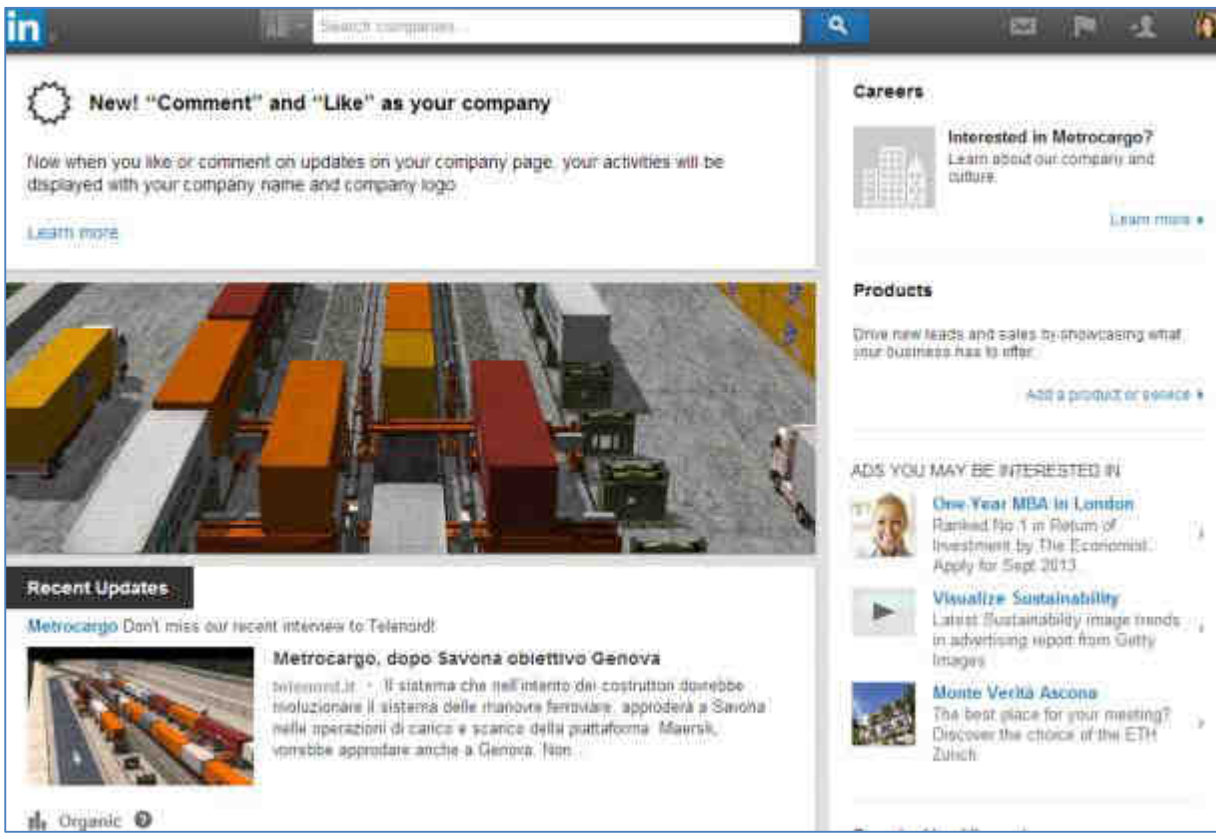 in
Search companies...
New! "Comment" and "Like" as your company
Now when you like or comment on updates on your company page, your activities will be
displayed with your company name and company logo
Learn more
Recent Updates
Metrocargo Don't miss our recent interview to Telenord!
Metrocargo, dopo Savona obiettivo Genova
telenord.it · Il sistema che nell'intento dei costruttori dovrebbe
rivoluzionare il sistema delle manovre ferroviare, approderà a Savona
nelle operazioni di carico e scarico della piattaforma Maersk,
vorrebbe approdare anche a Genova. Non
Organic
Careers
Interested in Metrocargo?
Learn about our company and
culture.
Learn more
Products
Drive new leads and sales by showcasing what
your business has to offer.
Add a product or service
ADS YOU MAY BE INTERESTED IN
One-Year MBA in London
Ranked No.1 in Return of
Investment by The Economist.
Apply for Sept 2013.
Visualize Sustainability
Latest Sustainability image trends
in advertising report from Getty
Images
Monte Verità Ascona
The best place for your meeting?
Discover the choice of the ETH
Zurich